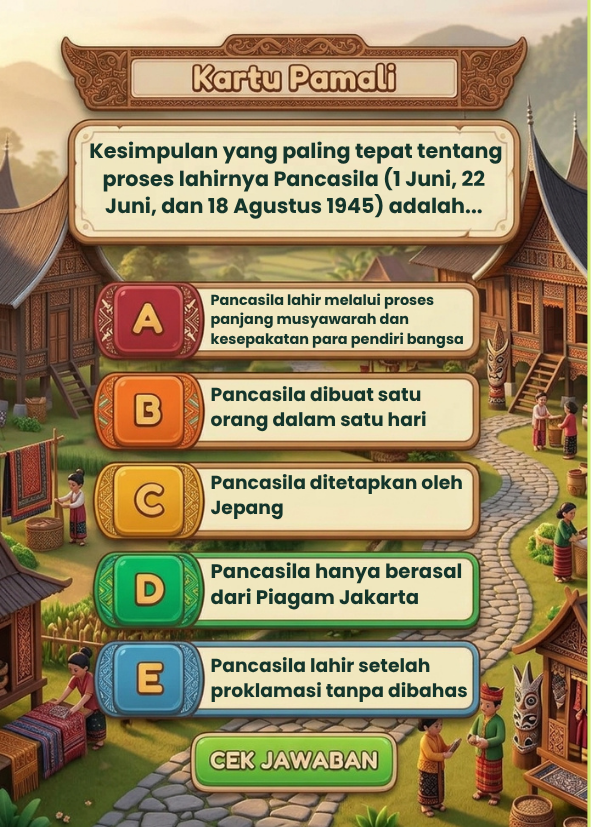 Kartu Pamali
Kesimpulan yang paling tepat tentang
proses lahirnya Pancasila (1 Juni, 22
Juni, dan 18 Agustus 1945) adalah...
A
Pancasila lahir melalui proses
panjang musyawarah dan
kesepakatan para pendiri bangsa
B
Pancasila dibuat satu
orang dalam satu hari
C
Pancasila ditetapkan oleh
Jepang
D
Pancasila hanya berasal
dari Piagam Jakarta
E
Pancasila lahir setelah
proklamasi tanpa dibahas
CEK JAWABAN